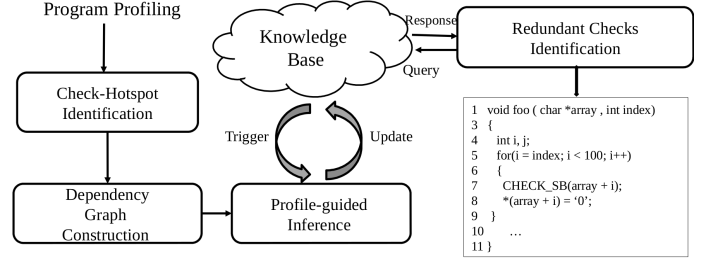 Program Profiling
Check-Hotspot
Identification
Dependency
Graph
Construction
Profile-guided
Inference
Trigger
Update
Knowledge
Base
Response
Query
Redundant Checks
Identification
1 void foo ( char *array , int index)
3 {
4 int i, j;
5 for(i = index; i < 100; i++)
6 {
7 CHECK_SB(array + i);
8 *(array + i) = ‘0’;
9 }
10 …
11 }